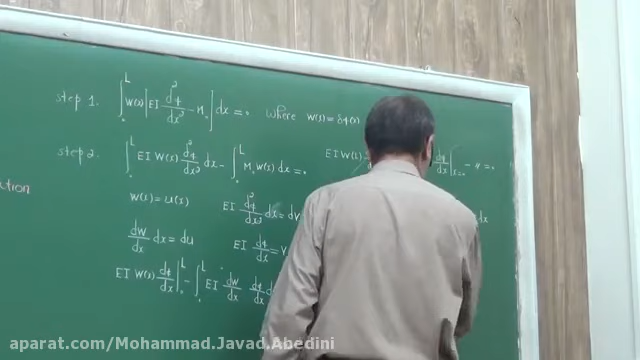 step 1. ∫₀ᴸ W(x) [EI d²φ/dx² - M₀] dx = 0 where W(x) = δφ(x)
step 2. ∫₀ᴸ EI W(x) d²φ/dx² dx - ∫₀ᴸ M₀ W(x) dx = 0
W(x) = U(x)
EI d²φ/dx² dx = dV
dW/dx dx = dU
EI dφ/dx = V
EI W(x) dφ/dx |₀ᴸ - ∫₀ᴸ EI dW/dx dφ/dx
EI W(
dφ/dx |ₓ₌₀ - M = 0
dx
ation
aparat.com/Mohammad.Javad.Abedini